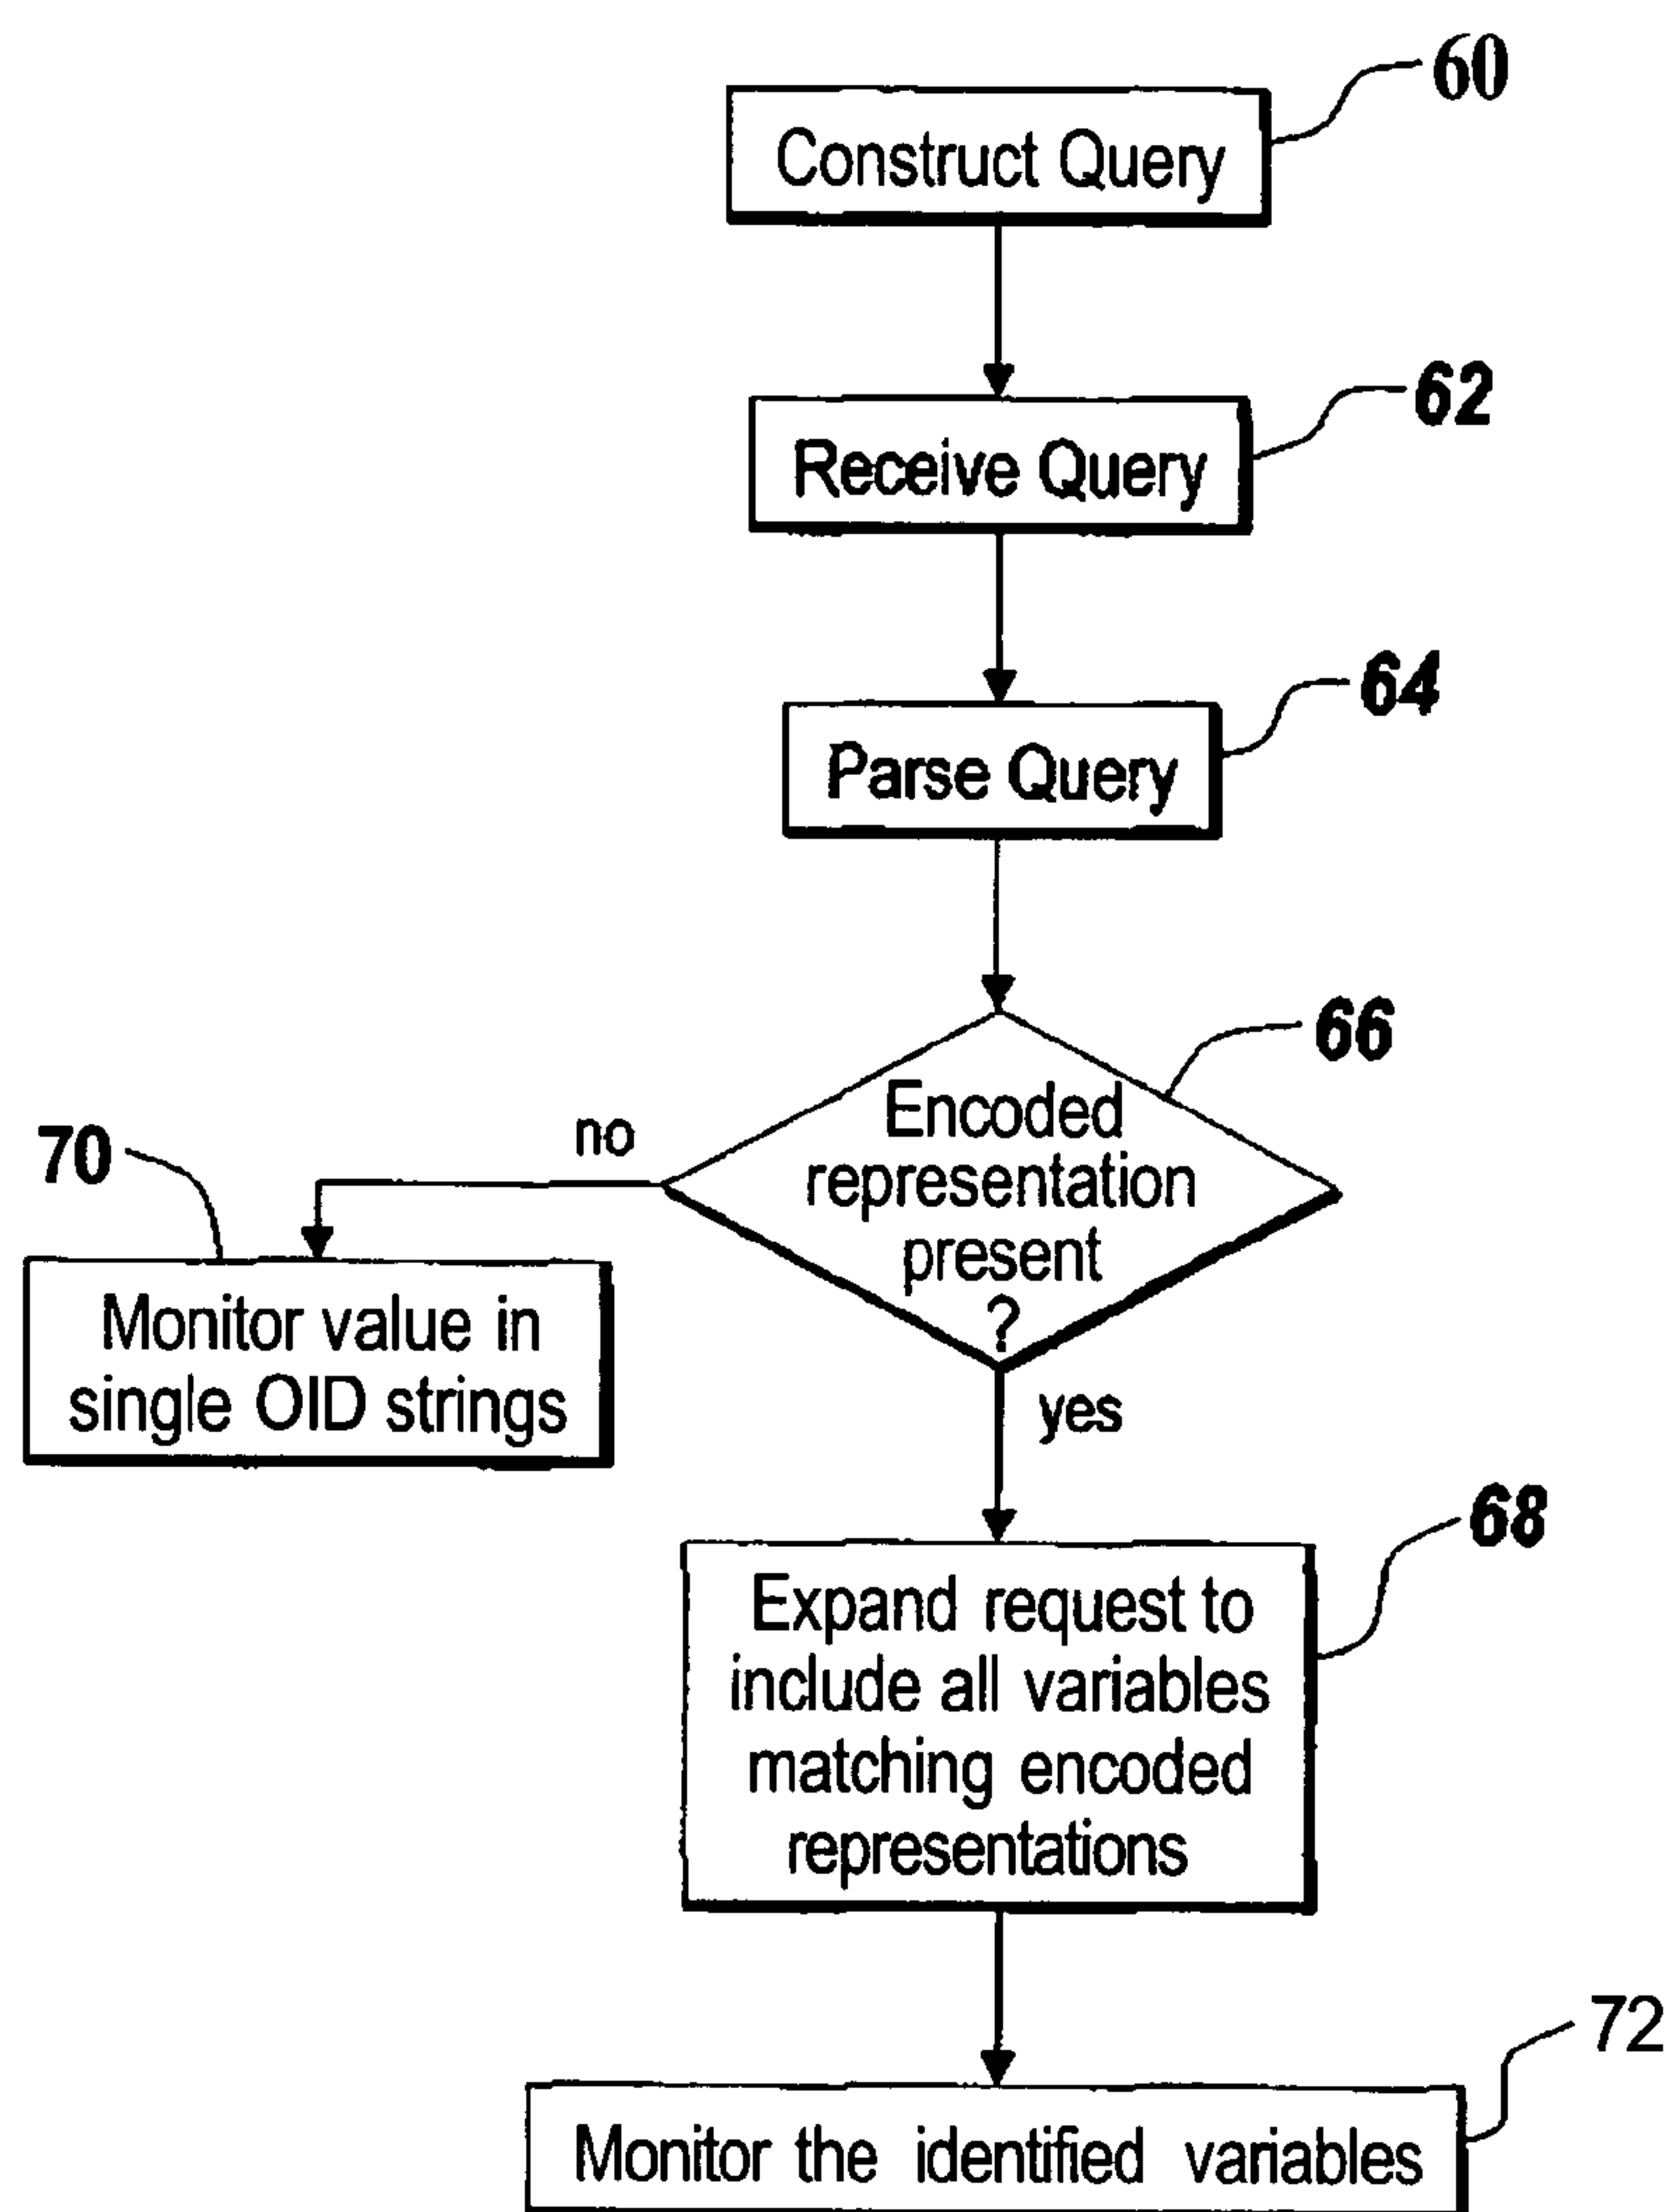 60
Construct Query
62
Receive Query
64
Parse Query
66
Encoded
representation
present
?
no
70
Monitor value in
single OID strings
yes
68
Expand request to
include all variables
matching encoded
representations
72
Monitor the identified variables